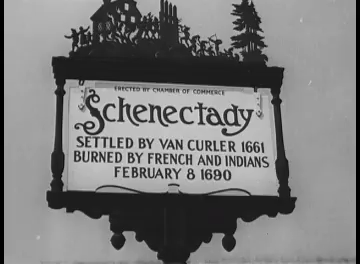 ERECTED BY CHAMBER OF COMMERCE
Schenectady
SETTLED BY VAN CURLER 1661
BURNED BY FRENCH AND INDIANS
FEBRUARY 8 1690